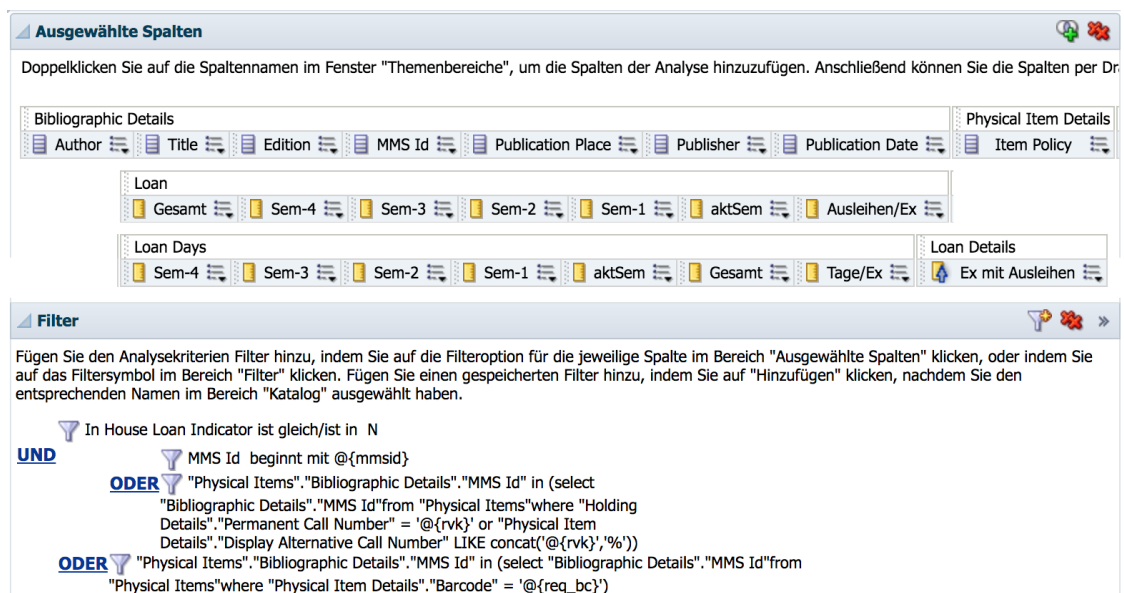 Ausgewählte Spalten
Doppelklicken Sie auf die Spaltennamen im Fenster "Themenbereiche", um die Spalten der Analyse hinzuzufügen. Anschließend können Sie die Spalten per Dra
Bibliographic Details Physical Item Details
Author Title Edition MMS Id Publication Place Publisher Publication Date Item Policy
Loan
Gesamt Sem-4 Sem-3 Sem-2 Sem-1 aktSem Ausleihen/Ex
Loan Days Loan Details
Sem-4 Sem-3 Sem-2 Sem-1 aktSem Gesamt Tage/Ex Ex mit Ausleihen
Filter
Fügen Sie den Analysekriterien Filter hinzu, indem Sie auf die Filteroption für die jeweilige Spalte im Bereich "Ausgewählte Spalten" klicken, oder indem Sie
auf das Filtersymbol im Bereich "Filter" klicken. Fügen Sie einen gespeicherten Filter hinzu, indem Sie auf "Hinzufügen" klicken, nachdem Sie den
entsprechenden Namen im Bereich "Katalog" ausgewählt haben.
In House Loan Indicator ist gleich/ist in N
UND MMS Id beginnt mit @{mmsid}
ODER "Physical Items"."Bibliographic Details"."MMS Id" in (select
"Bibliographic Details"."MMS Id"from "Physical Items"where "Holding
Details"."Permanent Call Number" = '@{rvk}' or "Physical Item
Details"."Display Alternative Call Number" LIKE concat('@{rvk}','%'))
ODER "Physical Items"."Bibliographic Details"."MMS Id" in (select "Bibliographic Details"."MMS Id"from
"Physical Items"where "Physical Item Details"."Barcode" = '@{req_bc}')